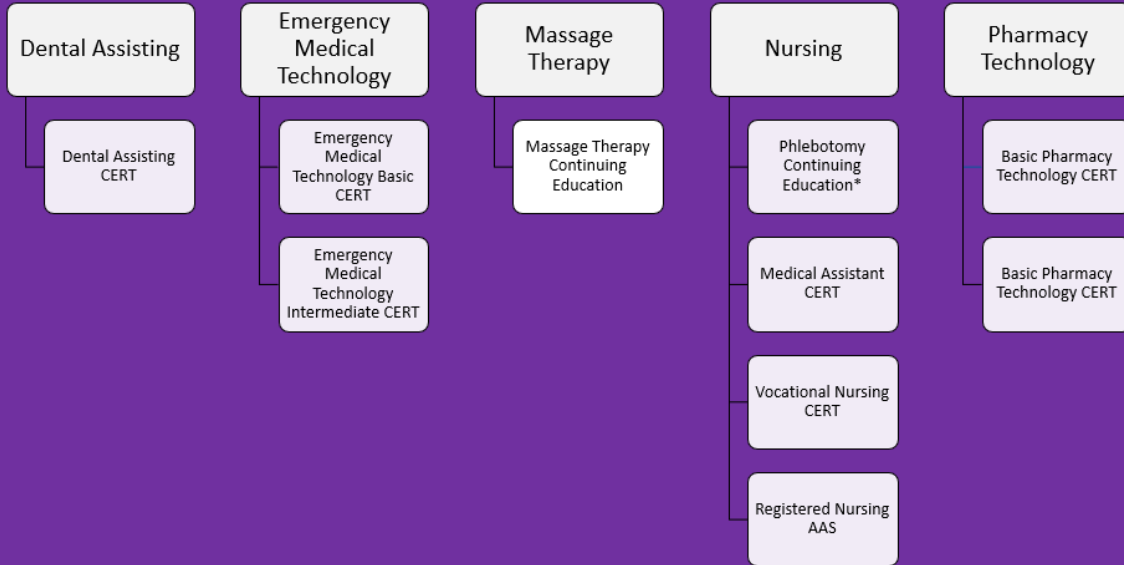 Dental Assisting
Dental Assisting
CERT
Emergency
Medical
Technology
Emergency
Medical
Technology Basic
CERT
Emergency
Medical
Technology
Intermediate CERT
Massage
Therapy
Massage Therapy
Continuing
Education
Nursing
Phlebotomy
Continuing
Education*
Medical Assistant
CERT
Vocational Nursing
CERT
Registered Nursing
AAS
Pharmacy
Technology
Basic Pharmacy
Technology CERT
Basic Pharmacy
Technology CERT